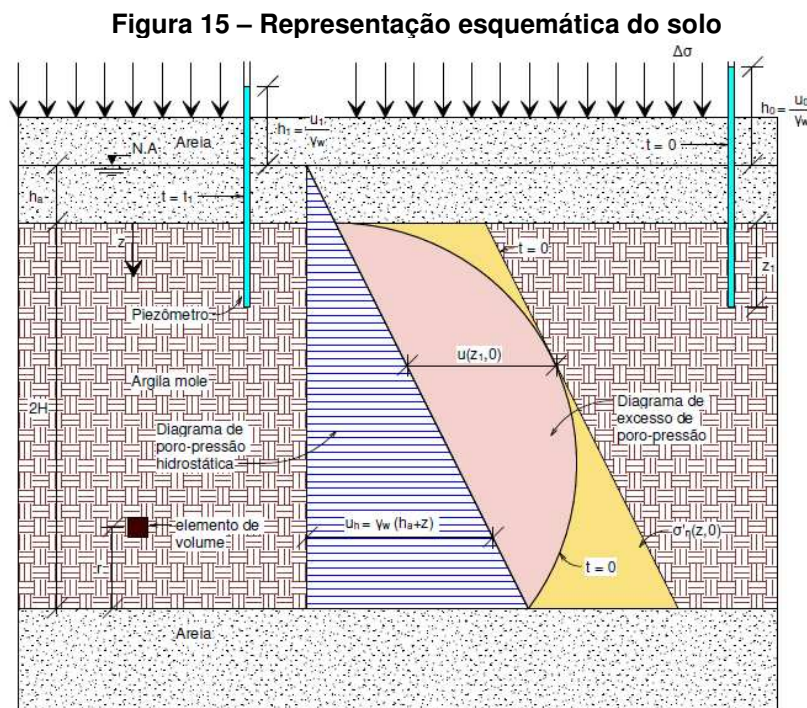 Figura 15 – Representação esquemática do solo
Δσ
h₁ = u₁/γw
h₀ = u₀/γw
Areia
N.A
t = 0
hₐ
t = t₁
z
t = 0
z₁
Piezômetro
u(z₁,0)
Argila mole
2H
Diagrama de
poro-pressão
hidrostática
Diagrama de
excesso de
poro-pressão
elemento de
volume
uₕ = γw (hₐ+z)
r
t = 0
Areia